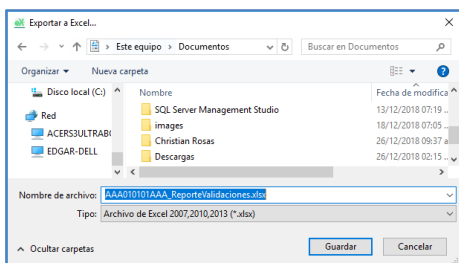 Exportar a Excel...
Este equipo > Documentos
Buscar en Documentos
Organizar
Nueva carpeta
Disco local (C:)
Red
ACERS3ULTRAB
EDGAR-DELL
Nombre
Fecha de modifica
SQL Server Management Studio
13/12/2018 07:19 ..
images
18/12/2018 07:05 ..
Christian Rosas
26/12/2018 09:37 a
Descargas
26/12/2018 02:15 ..
Nombre de archivo: AAA010101AAA_ReporteValidaciones.xlsx
Tipo: Archivo de Excel 2007,2010,2013 (*.xlsx)
Ocultar carpetas
Guardar
Cancelar